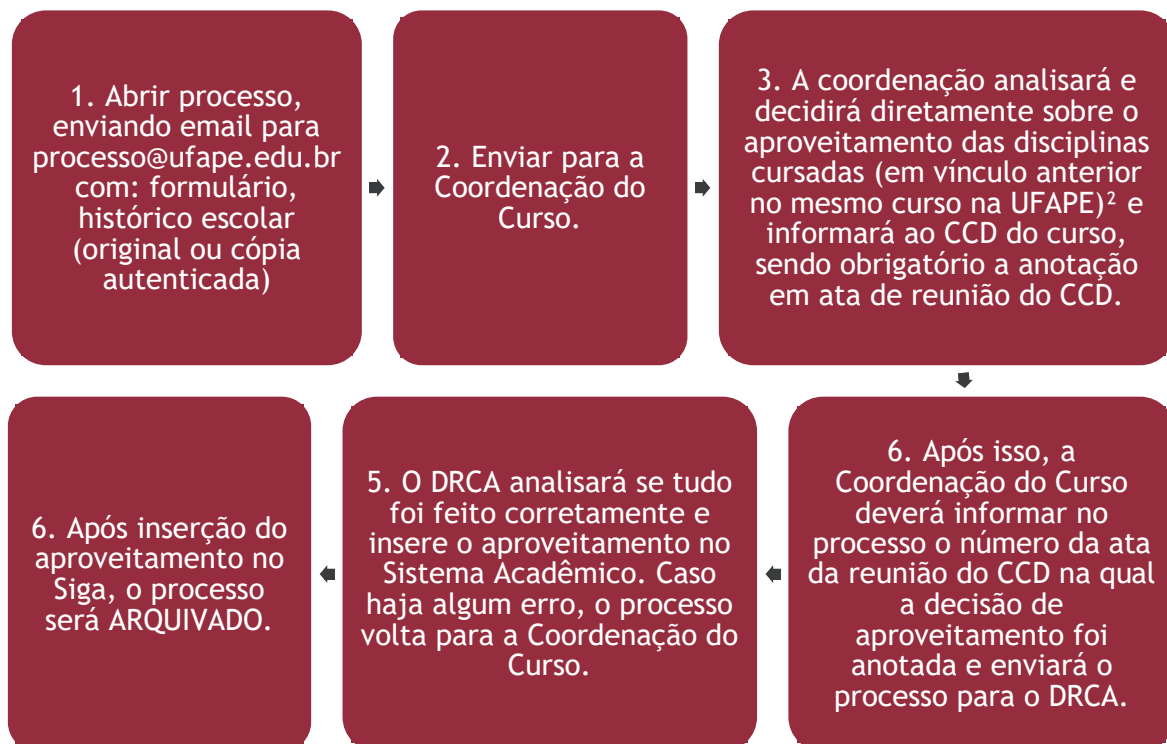 1. Abrir processo,
enviando email para
processo@ufape.edu.br
com: formulário,
histórico escolar
(original ou cópia
autenticada)
2. Enviar para a
Coordenação do
Curso.
3. A coordenação analisará e
decidirá diretamente sobre o
aproveitamento das disciplinas
cursadas (em vínculo anterior
no mesmo curso na UFAPE)² e
informará ao CCD do curso,
sendo obrigatório a anotação
em ata de reunião do CCD.
6. Após isso, a
Coordenação do Curso
deverá informar no
processo o número da ata
da reunião do CCD na qual
a decisão de
aproveitamento foi
anotada e enviará o
processo para o DRCA.
5. O DRCA analisará se tudo
foi feito corretamente e
insere o aproveitamento no
Sistema Acadêmico. Caso
haja algum erro, o processo
volta para a Coordenação do
Curso.
6. Após inserção do
aproveitamento no
Siga, o processo
será ARQUIVADO.